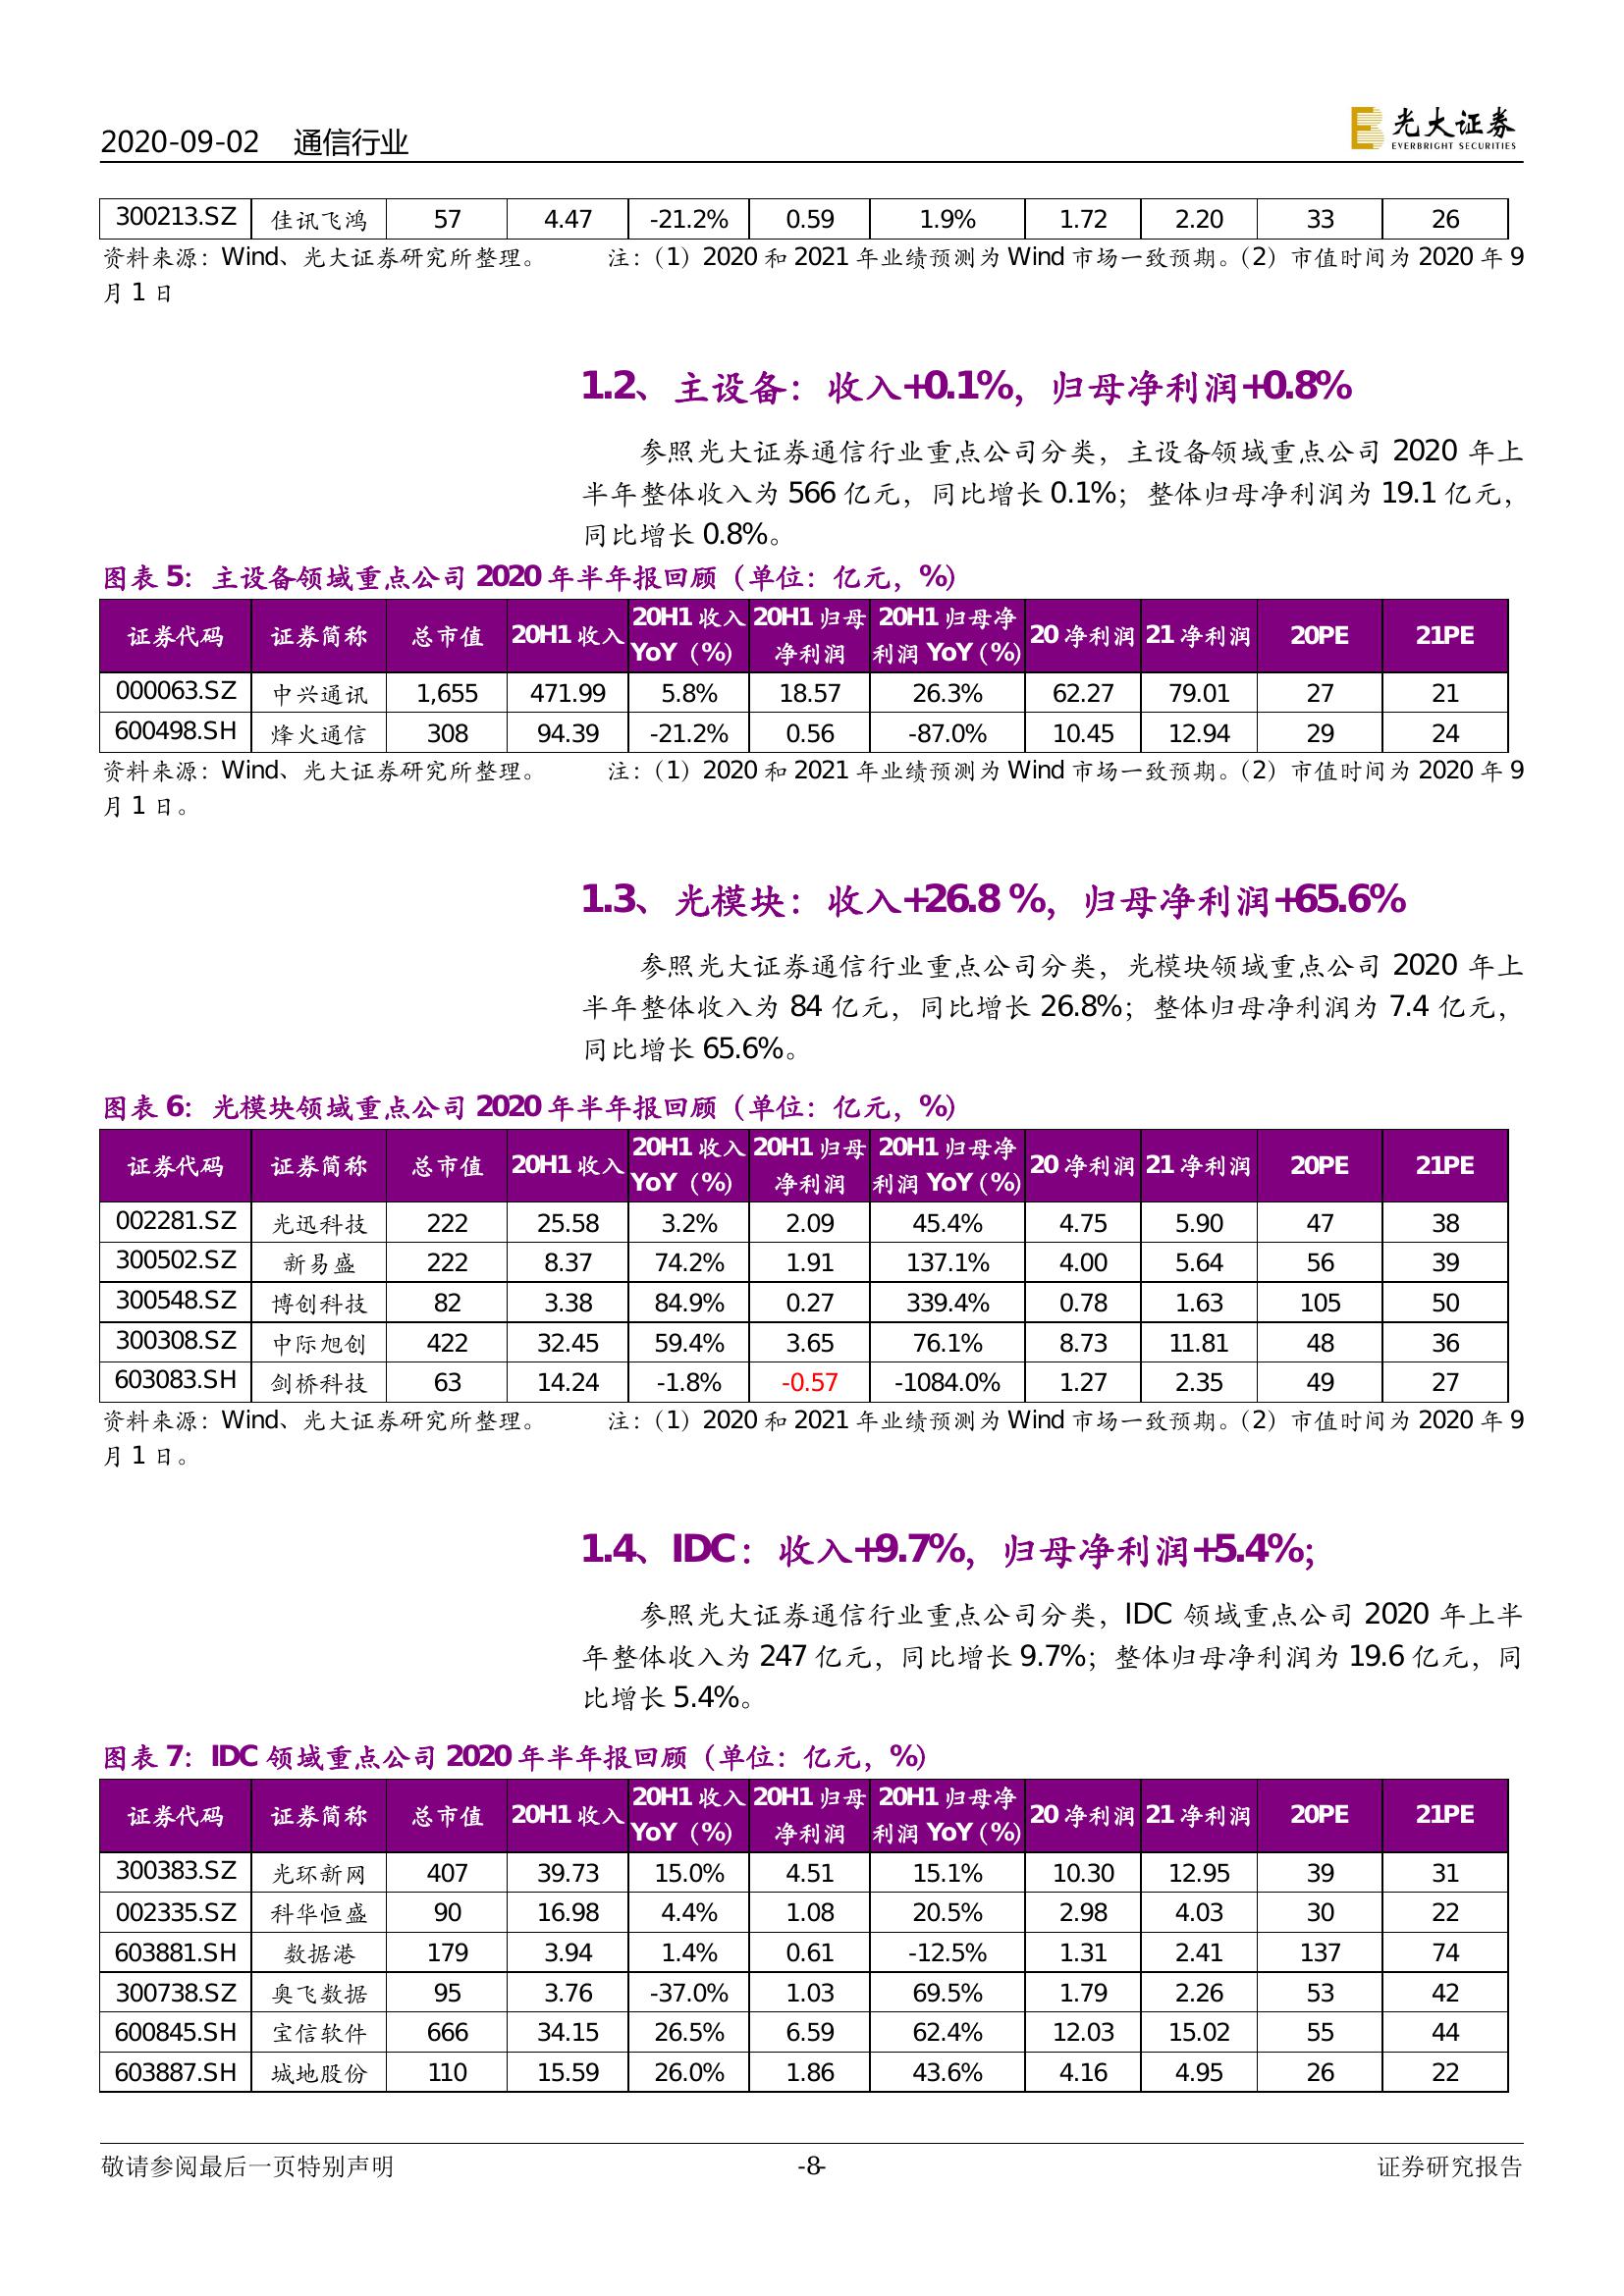 2020-09-02 通信行业
光大证券
EVERBRIGHT SECURITIES
300213.SZ 佳讯飞鸿 57 4.47 -21.2% 0.59 1.9% 1.72 2.20 33 26
资料来源：Wind、光大证券研究所整理。 注：（1）2020 和 2021 年业绩预测为 Wind 市场一致预期。（2）市值时间为 2020 年 9
月 1 日
1.2、主设备：收入+0.1%，归母净利润+0.8%
参照光大证券通信行业重点公司分类，主设备领域重点公司 2020 年上
半年整体收入为 566 亿元，同比增长 0.1%；整体归母净利润为 19.1 亿元，
同比增长 0.8%。
图表 5：主设备领域重点公司 2020 年半年报回顾（单位：亿元，%）
证券代码 证券简称 总市值 20H1 收入 20H1 收入 YoY（%） 20H1 归母净利润 20H1 归母净利润 YoY（%） 20 净利润 21 净利润 20PE 21PE
000063.SZ 中兴通讯 1,655 471.99 5.8% 18.57 26.3% 62.27 79.01 27 21
600498.SH 烽火通信 308 94.39 -21.2% 0.56 -87.0% 10.45 12.94 29 24
资料来源：Wind、光大证券研究所整理。 注：（1）2020 和 2021 年业绩预测为 Wind 市场一致预期。（2）市值时间为 2020 年 9
月 1 日。
1.3、光模块：收入+26.8 %，归母净利润+65.6%
参照光大证券通信行业重点公司分类，光模块领域重点公司 2020 年上
半年整体收入为 84 亿元，同比增长 26.8%；整体归母净利润为 7.4 亿元，
同比增长 65.6%。
图表 6：光模块领域重点公司 2020 年半年报回顾（单位：亿元，%）
证券代码 证券简称 总市值 20H1 收入 20H1 收入 YoY（%） 20H1 归母净利润 20H1 归母净利润 YoY（%） 20 净利润 21 净利润 20PE 21PE
002281.SZ 光迅科技 222 25.58 3.2% 2.09 45.4% 4.75 5.90 47 38
300502.SZ 新易盛 222 8.37 74.2% 1.91 137.1% 4.00 5.64 56 39
300548.SZ 博创科技 82 3.38 84.9% 0.27 339.4% 0.78 1.63 105 50
300308.SZ 中际旭创 422 32.45 59.4% 3.65 76.1% 8.73 11.81 48 36
603083.SH 剑桥科技 63 14.24 -1.8% -0.57 -1084.0% 1.27 2.35 49 27
资料来源：Wind、光大证券研究所整理。 注：（1）2020 和 2021 年业绩预测为 Wind 市场一致预期。（2）市值时间为 2020 年 9
月 1 日。
1.4、IDC：收入+9.7%，归母净利润+5.4%；
参照光大证券通信行业重点公司分类，IDC 领域重点公司 2020 年上半
年整体收入为 247 亿元，同比增长 9.7%；整体归母净利润为 19.6 亿元，同
比增长 5.4%。
图表 7：IDC 领域重点公司 2020 年半年报回顾（单位：亿元，%）
证券代码 证券简称 总市值 20H1 收入 20H1 收入 YoY（%） 20H1 归母净利润 20H1 归母净利润 YoY（%） 20 净利润 21 净利润 20PE 21PE
300383.SZ 光环新网 407 39.73 15.0% 4.51 15.1% 10.30 12.95 39 31
002335.SZ 科华恒盛 90 16.98 4.4% 1.08 20.5% 2.98 4.03 30 22
603881.SH 数据港 179 3.94 1.4% 0.61 -12.5% 1.31 2.41 137 74
300738.SZ 奥飞数据 95 3.76 -37.0% 1.03 69.5% 1.79 2.26 53 42
600845.SH 宝信软件 666 34.15 26.5% 6.59 62.4% 12.03 15.02 55 44
603887.SH 城地股份 110 15.59 26.0% 1.86 43.6% 4.16 4.95 26 22
敬请参阅最后一页特别声明 -8- 证券研究报告